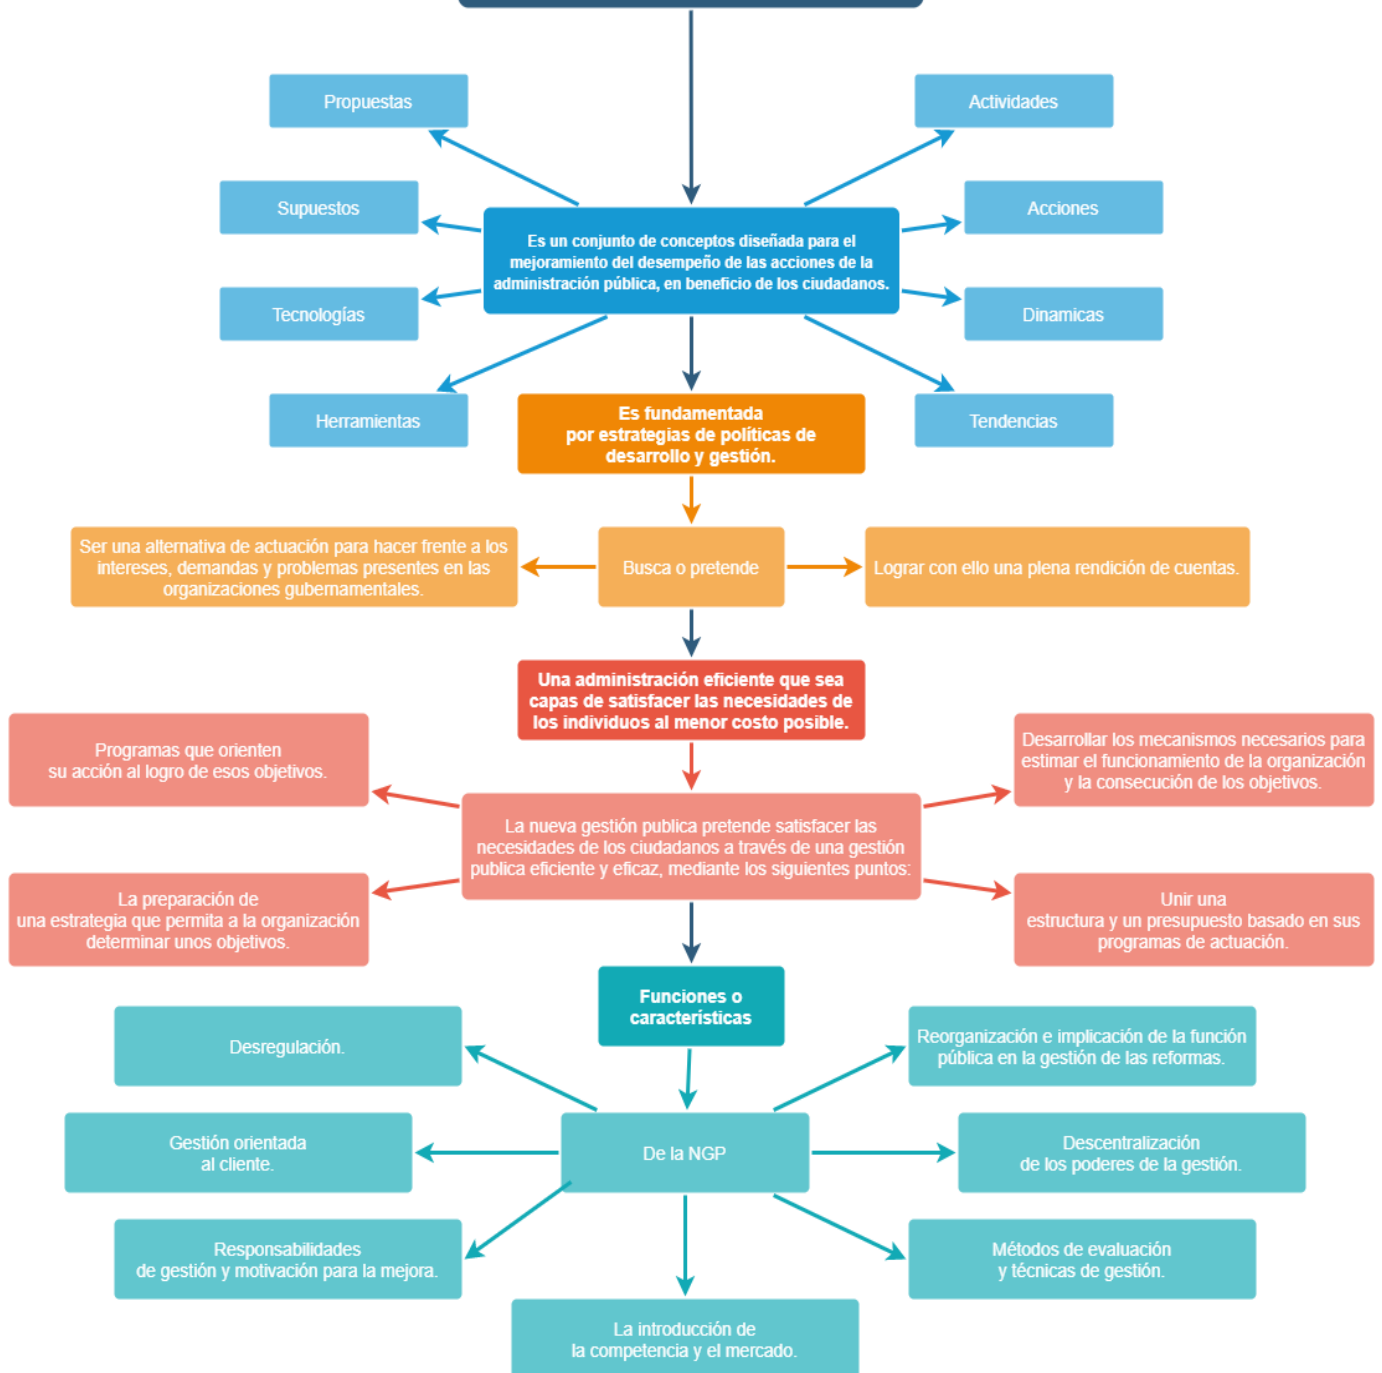 Propuestas
Actividades
Supuestos
Acciones
Es un conjunto de conceptos diseñada para el
mejoramiento del desempeño de las acciones de la
administración pública, en beneficio de los ciudadanos.
Tecnologías
Dinamicas
Herramientas
Tendencias
Es fundamentada
por estrategias de políticas de
desarrollo y gestión.
Ser una alternativa de actuación para hacer frente a los
intereses, demandas y problemas presentes en las
organizaciones gubernamentales.
Busca o pretende
Lograr con ello una plena rendición de cuentas.
Una administración eficiente que sea
capas de satisfacer las necesidades de
los individuos al menor costo posible.
Programas que orienten
su acción al logro de esos objetivos.
Desarrollar los mecanismos necesarios para
estimar el funcionamiento de la organización
y la consecución de los objetivos.
La nueva gestión publica pretende satisfacer las
necesidades de los ciudadanos a través de una gestión
publica eficiente y eficaz, mediante los siguientes puntos:
La preparación de
una estrategia que permita a la organización
determinar unos objetivos.
Unir una
estructura y un presupuesto basado en sus
programas de actuación.
Funciones o
características
Desregulación.
Reorganización e implicación de la función
pública en la gestión de las reformas.
Gestión orientada
al cliente.
De la NGP
Descentralización
de los poderes de la gestión.
Responsabilidades
de gestión y motivación para la mejora.
Métodos de evaluación
y técnicas de gestión.
La introducción de
la competencia y el mercado.